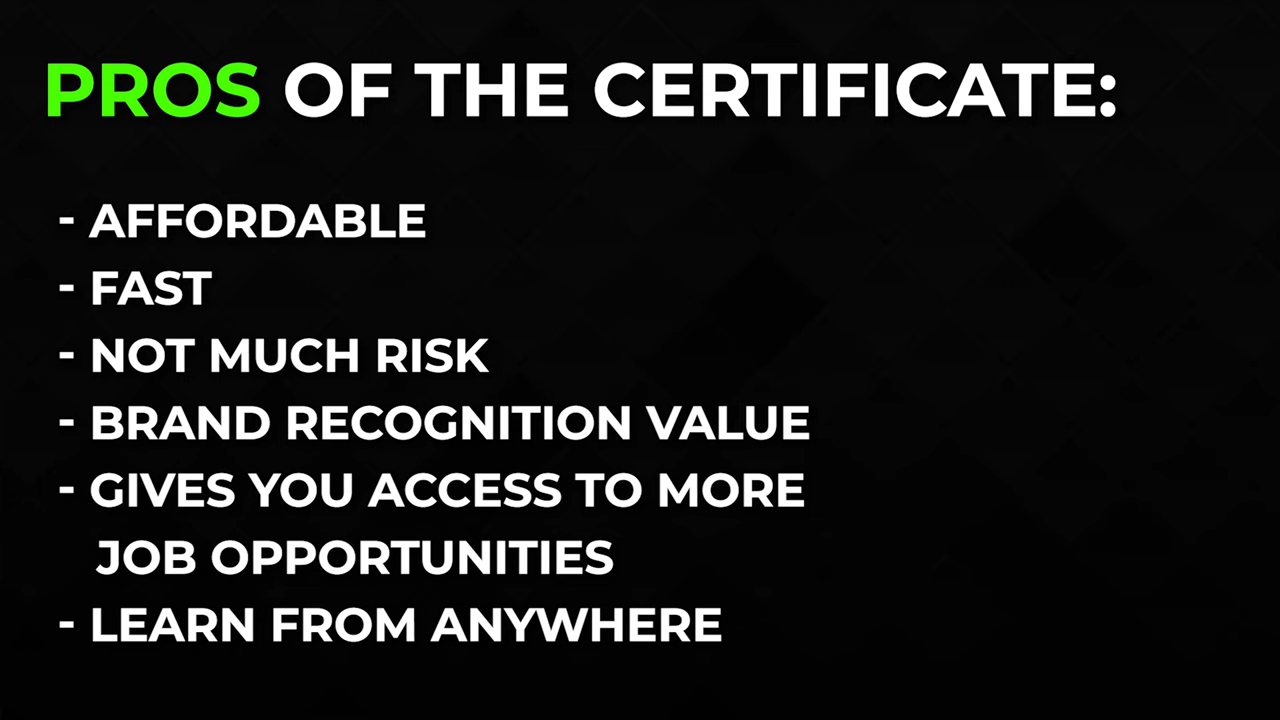 PROS OF THE CERTIFICATE:
- AFFORDABLE
- FAST
- NOT MUCH RISK
- BRAND RECOGNITION VALUE
- GIVES YOU ACCESS TO MORE
JOB OPPORTUNITIES
- LEARN FROM ANYWHERE